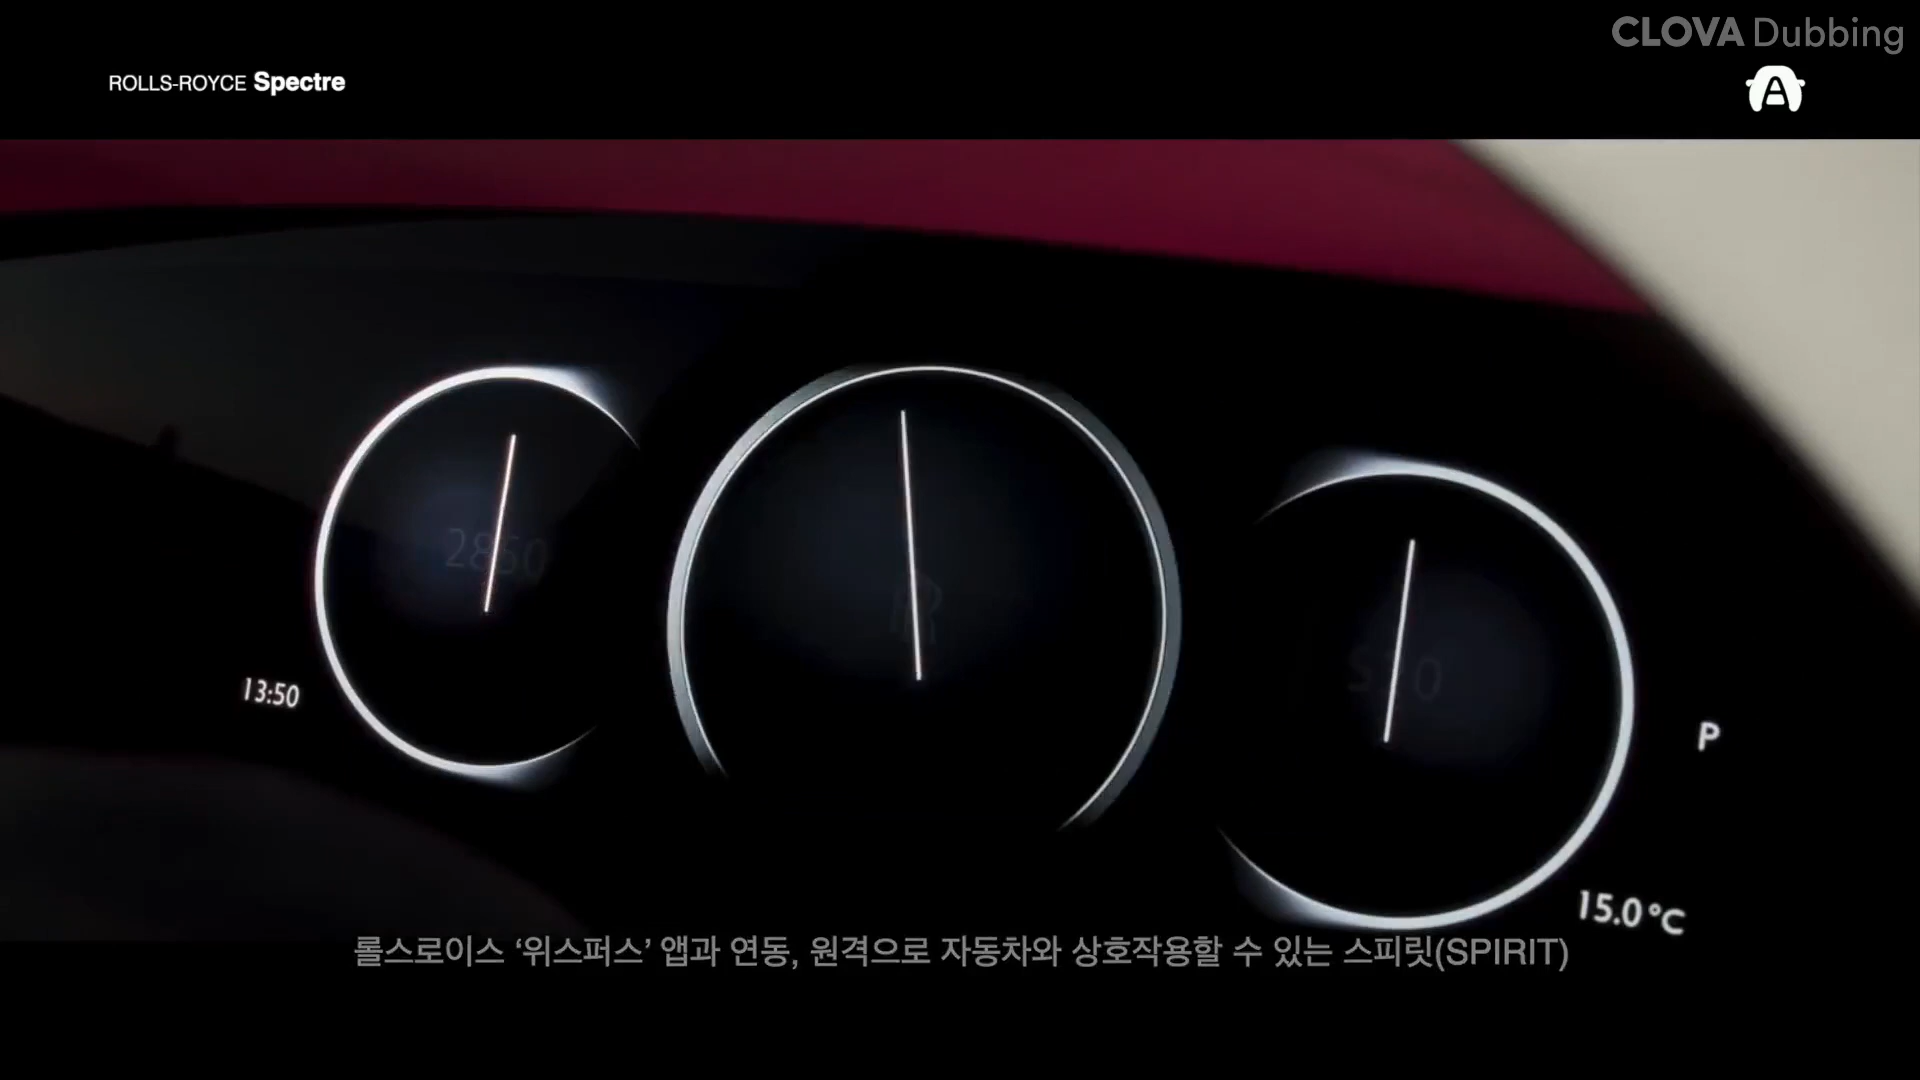 CLOVA Dubbing
ROLLS-ROYCE Spectre
13:50
P
15.0°C
롤스로이스 ‘위스퍼스’ 앱과 연동, 원격으로 자동차와 상호작용할 수 있는 스피릿(SPIRIT)